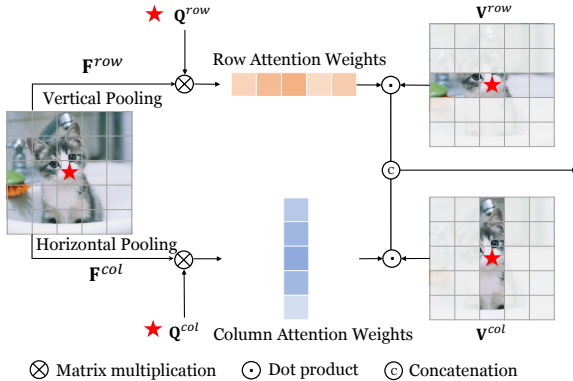 Q^row
V^row
F^row
Row Attention Weights
Vertical Pooling
C
Horizontal Pooling
F^col
Q^col
Column Attention Weights
V^col
Matrix multiplication
Dot product
C Concatenation